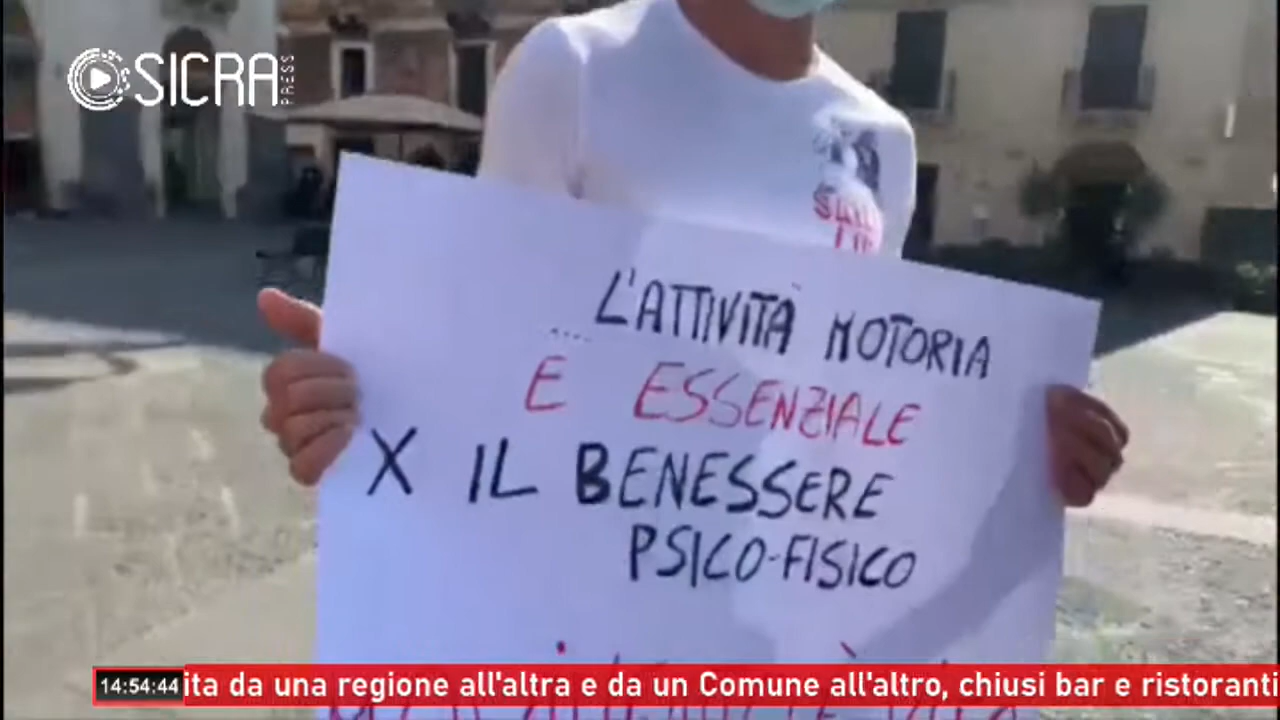 SICRA
PRESS
....L'ATTIVITÀ MOTORIA
E ESSENZIALE
X IL BENESSERE
PSICO-FISICO
14:54:44 ita da una regione all'altra e da un Comune all'altro, chiusi bar e ristoranti